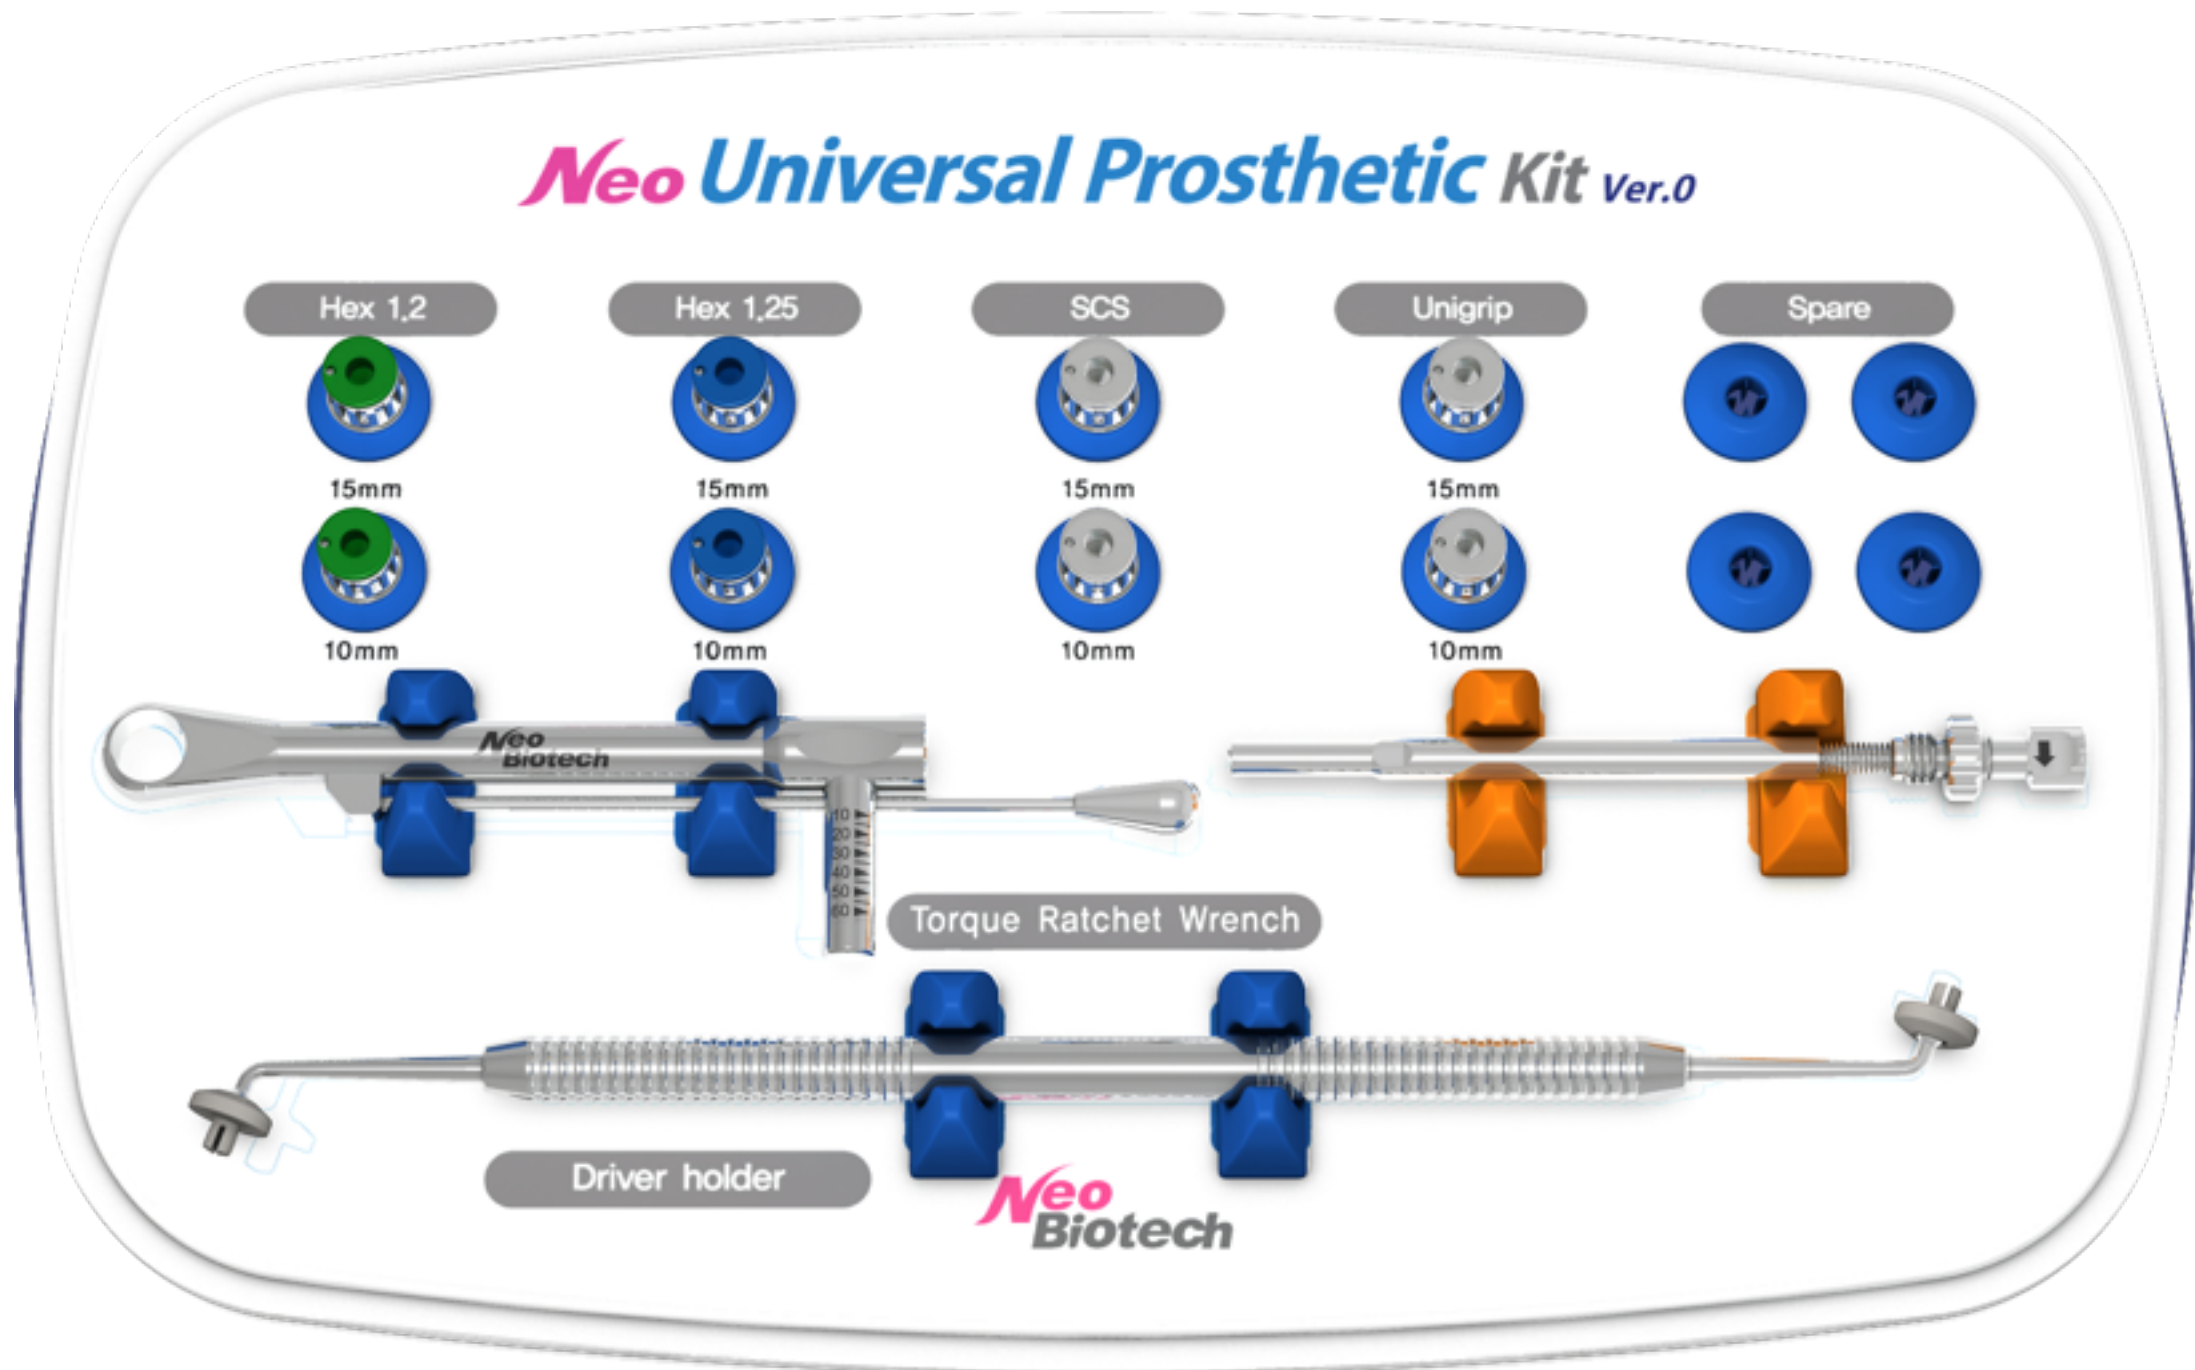 Neo Universal Prosthetic Kit Ver.0
Hex 1.2
Hex 1.25
SCS
Unigrip
Spare
15mm
15mm
15mm
15mm
10mm
10mm
10mm
10mm
Neo
Biotech
10
20
30
40
50
60
Torque Ratchet Wrench
Driver holder
Neo
Biotech